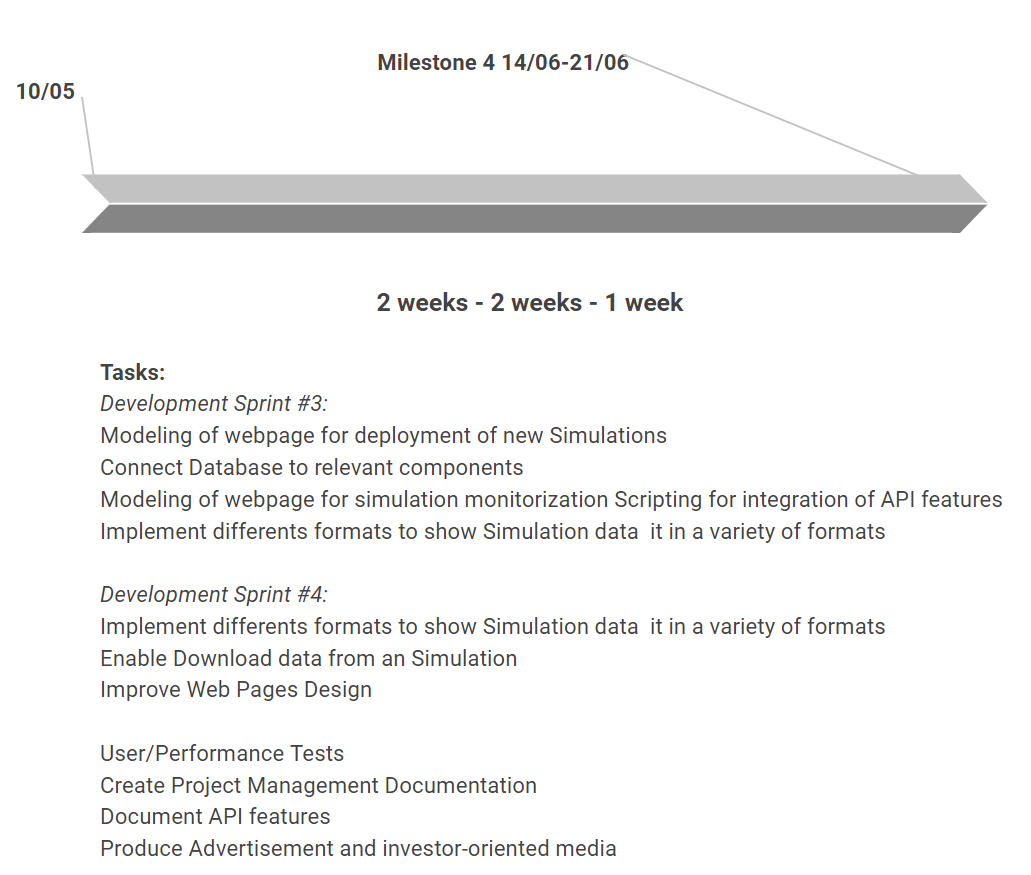 Milestone 4 14/06-21/06
10/05
2 weeks - 2 weeks - 1 week
Tasks:
Development Sprint #3:
Modeling of webpage for deployment of new Simulations
Connect Database to relevant components
Modeling of webpage for simulation monitorization Scripting for integration of API features
Implement differents formats to show Simulation data  it in a variety of formats
Development Sprint #4:
Implement differents formats to show Simulation data  it in a variety of formats
Enable Download data from an Simulation
Improve Web Pages Design
User/Performance Tests
Create Project Management Documentation
Document API features
Produce Advertisement and investor-oriented media